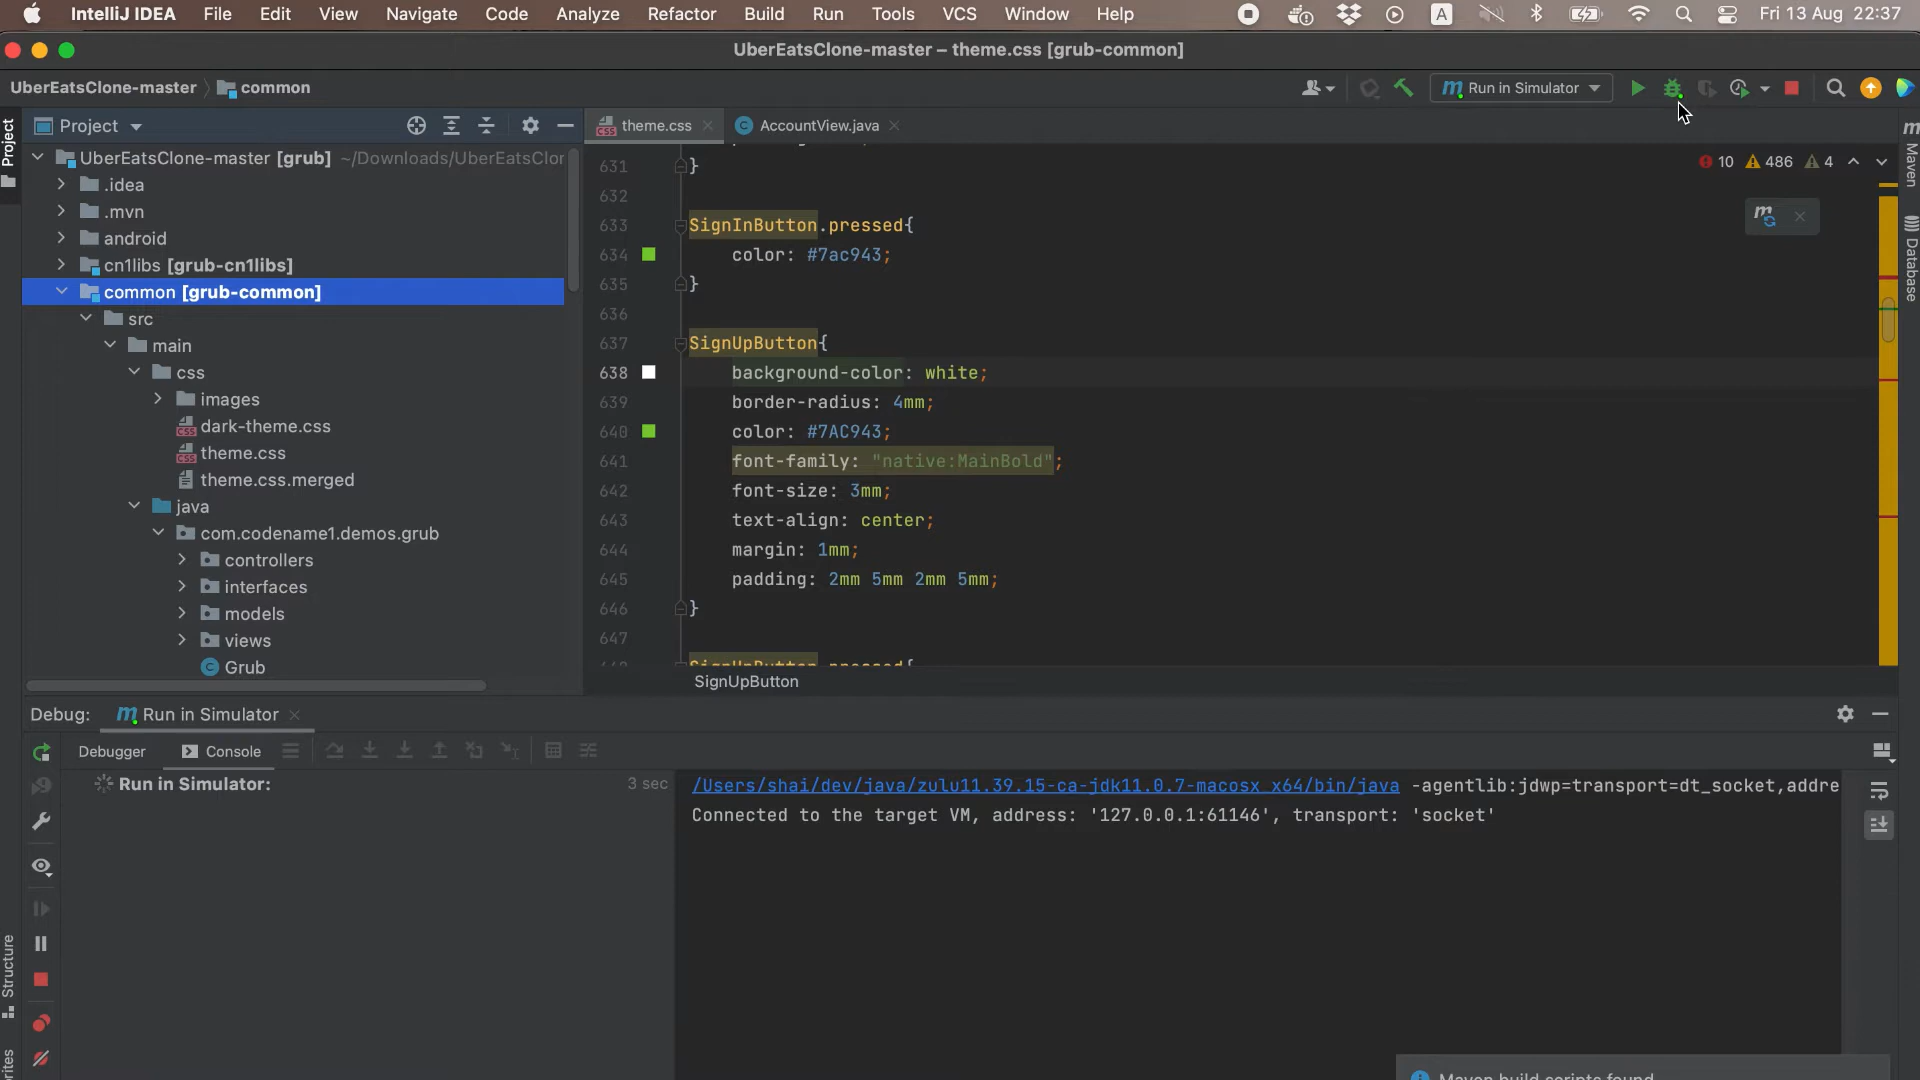 IntelliJ IDEA File Edit View Navigate Code Analyze Refactor Build Run Tools VCS Window Help A Fri 13 Aug 22:37
UberEatsClone-master – theme.css [grub-common]
UberEatsClone-master common Run in Simulator
Project
theme.css
AccountView.java
UberEatsClone-master [grub] ~/Downloads/UberEatsClor
.idea
.mvn
android
cn1libs [grub-cn1libs]
common [grub-common]
src
main
css
images
dark-theme.css
theme.css
theme.css.merged
java
com.codename1.demos.grub
controllers
interfaces
models
views
Grub
10 486 4
631 }
632
633 SignInButton.pressed{
634 color: #7ac943;
635 }
636
637 SignUpButton{
638 background-color: white;
639 border-radius: 4mm;
640 color: #7AC943;
641 font-family: "native:MainBold";
642 font-size: 3mm;
643 text-align: center;
644 margin: 1mm;
645 padding: 2mm 5mm 2mm 5mm;
646 }
647
SignUpButton.pressed{
SignUpButton
Project
Structure
Maven
Database
Debug: Run in Simulator
Debugger Console
Run in Simulator: 3 sec
/Users/shai/dev/java/zulu11.39.15-ca-jdk11.0.7-macosx_x64/bin/java -agentlib:jdwp=transport=dt_socket,addre
Connected to the target VM, address: '127.0.0.1:61146', transport: 'socket'
Maven build scripts found